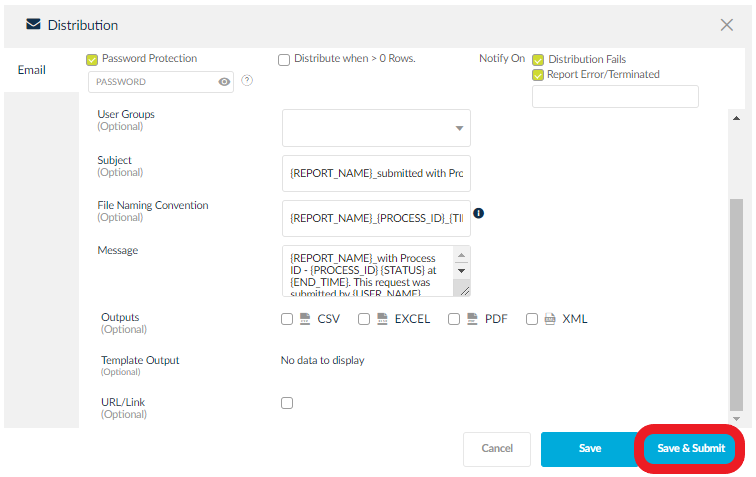 Distribution
Email
Password Protection
Distribute when > 0 Rows.
Notify On
Distribution Fails
Report Error/Terminated
PASSWORD
?
User Groups
(Optional)
Subject
(Optional)
{REPORT_NAME}_submitted with Pro
File Naming Convention
(Optional)
{REPORT_NAME}_{PROCESS_ID}_{TI
Message
{REPORT_NAME}_with Process
ID - {PROCESS_ID} {STATUS} at
{END_TIME}. This request was
submitted by {USER_NAME}
Outputs
(Optional)
CSV
EXCEL
PDF
XML
Template Output
(Optional)
No data to display
URL/Link
(Optional)
Cancel
Save
Save & Submit